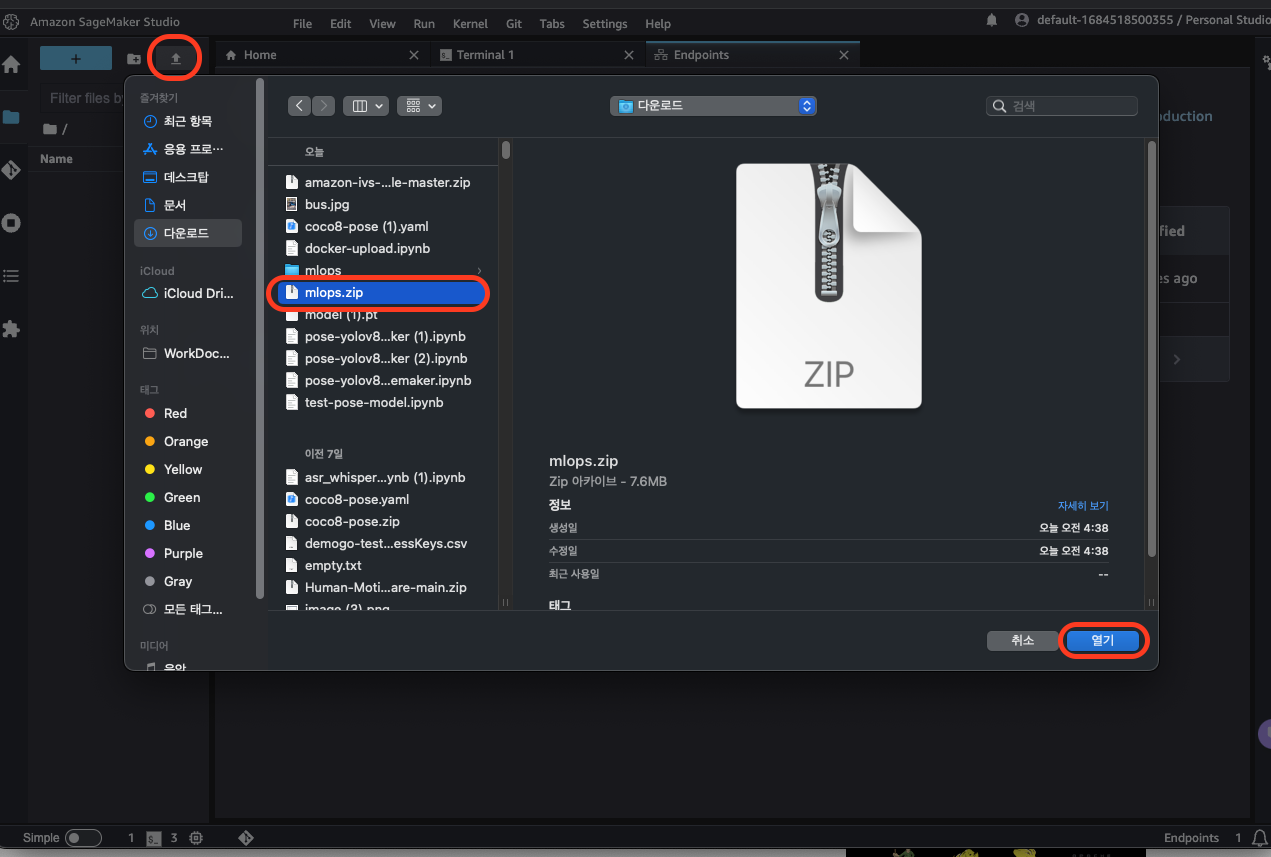 Amazon SageMaker Studio
File Edit View Run Kernel Git Tabs Settings Help
default-1684518500355 / Personal Studio
+
Home
Terminal 1
Endpoints
Filter files by
/
Name
즐겨찾기
최근 항목
응용 프로…
데스크탑
문서
다운로드
iCloud
iCloud Dri...
위치
WorkDoc...
태그
Red
Orange
Yellow
Green
Blue
Purple
Gray
모든 태그...
미디어
음악
다운로드
검색
오늘
amazon-ivs-...le-master.zip
bus.jpg
coco8-pose (1).yaml
docker-upload.ipynb
mlops
mlops.zip
model (1).pt
pose-yolov8...ker (1).ipynb
pose-yolov8...ker (2).ipynb
pose-yolov8...emaker.ipynb
test-pose-model.ipynb
이전 7일
asr_whisper...ynb (1).ipynb
coco8-pose.yaml
coco8-pose.zip
demogo-test...essKeys.csv
empty.txt
Human-Moti...are-main.zip
image (3).png
ZIP
mlops.zip
Zip 아카이브 - 7.6MB
정보 자세히 보기
생성일 오늘 오전 4:38
수정일 오늘 오전 4:38
최근 사용일 --
태그
취소 열기
oduction
fied
es ago
Simple 1 3
Endpoints 1